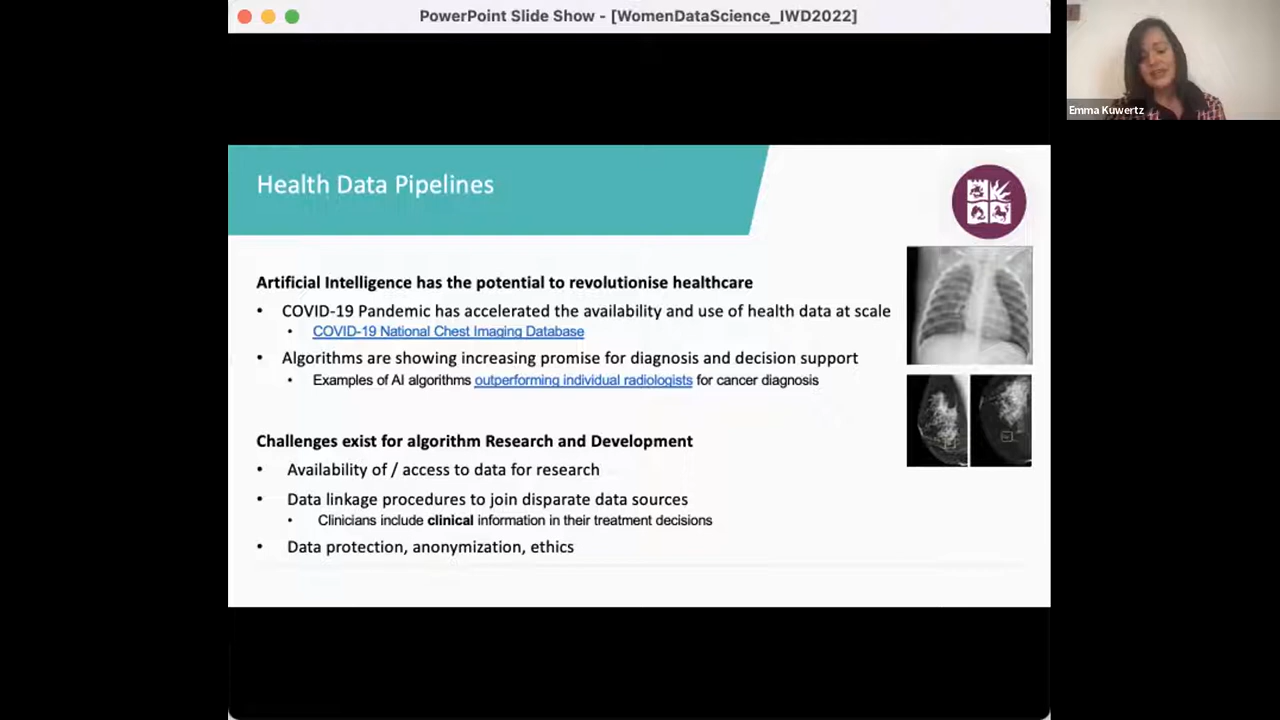 PowerPoint Slide Show - [WomenDataScience_IWD2022]
Emma Kuwertz
Health Data Pipelines
Artificial Intelligence has the potential to revolutionise healthcare
• COVID-19 Pandemic has accelerated the availability and use of health data at scale
• COVID-19 National Chest Imaging Database
• Algorithms are showing increasing promise for diagnosis and decision support
• Examples of AI algorithms outperforming individual radiologists for cancer diagnosis
Challenges exist for algorithm Research and Development
• Availability of / access to data for research
• Data linkage procedures to join disparate data sources
• Clinicians include clinical information in their treatment decisions
• Data protection, anonymization, ethics